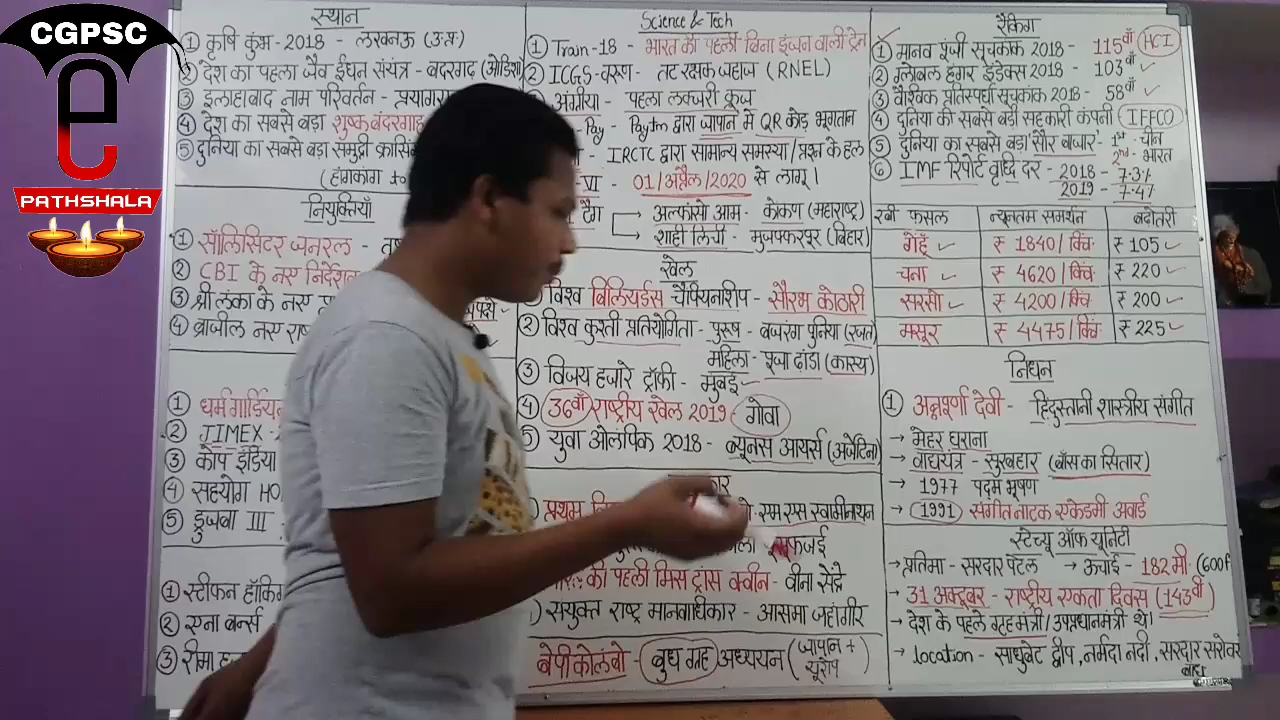 CGPSC
e
PATHSHALA
स्थान
① कृषि कुंभ - 2018 - लखनऊ (उ.प्र.)
② देश का पहला जैव ईंधन संयंत्र - बदरगढ़ (ओडिशा)
③ इलाहाबाद नाम परिवर्तन -
④ देश का सबसे बड़ा शुष्क बंदरगाह
⑤ दुनिया का सबसे बड़ा समुद्री
(हांगकांग
नियुक्तियाँ
① सॉलिसिटर जनरल -
② CBI के नए निर्देशक
③ श्रीलंका के नए
④ ब्राजील नए
①
② JIMEX -
③ कोप इंडिया
④ सहयोग
⑤ डुजवा III
① स्टीफन
② एना बर्न्स
③ रीमा
Science & Tech
① Train-18 - भारत की पहली बिना इंजन वाली ट्रेन
② ICGS-वरुण - तट रक्षक जहाज (RNEL)
अंग्रीया - पहला लक्जरी क्रूज
- Pay - Paytm द्वारा जापान में QR कोड भूगतान
- IRCTC द्वारा सामान्य समस्या/प्रश्न के हल
- VI - 01/अप्रैल/2020 से लागू।
टैग → अल्फांसो आम - कोंकण (महाराष्ट्र)
→ शाही लिची - मुजफ्फरपुर (बिहार)
खेल
विश्व बिलियर्डस चैंपियनशिप - सौरभ कोठारी
② विश्व कुश्ती प्रतियोगिता - पुरुष - बजरंग पुनिया (रजत)
महिला - पूजा ढांडा (कांस्य)
③ विजय हजारे ट्रॉफी - मुंबई
④ 36वाँ राष्ट्रीय खेल 2019 - गोवा
⑤ युवा ओलंपिक 2018 - ब्यूनस आयर्स (अर्जेंटिना)
प्रथम एम एस स्वामीनाथन
की पहली मिस ट्रांस क्वीन - वीना सेंद्रे
संयुक्त राष्ट्र मानवाधिकार - आसमा जहांगीर
बेपीकोलंबो - बुध ग्रह अध्ययन (जापान + यूरोप)
रैंकिंग
① मानव पूंजी सूचकांक 2018 - 115वाँ HCI
② ग्लोबल हंगर इंडेक्स 2018 - 103वाँ
③ वैश्विक प्रतिस्पर्धा सूचकांक 2018 - 58वाँ
④ दुनिया की सबसे बड़ी सहकारी कंपनी (IFFCO)
⑤ दुनिया का सबसे बड़ा सौर बाजार - 1st - चीन
2nd - भारत
⑥ IMF रिपोर्ट वृद्धि दर - 2018 - 7.3%
2019 - 7.4%
रबी फसल न्यूनतम समर्थन बढोतरी
गेहूँ ₹ 1840/क्विं. ₹ 105
चना ₹ 4620/क्विं. ₹ 220
सरसों ₹ 4200/क्विं. ₹ 200
मसूर ₹ 4475/क्विं. ₹ 225
निधन
① अन्नपूर्णा देवी - हिंदुस्तानी शास्त्रीय संगीत
→ मेहर घराना
→ वाद्ययंत्र - सुरबहार (बाँस का सितार)
→ 1977 पदम भूषण
→ 1991 संगीत नाटक एकेडमी अवार्ड
स्टेच्यू ऑफ यूनिटी
→ प्रतिमा - सरदार पटेल → ऊंचाई - 182 मी (600f
→ 31 अक्टूबर - राष्ट्रीय एकता दिवस (143वीं)
→ देश के पहले गृहमंत्री/उपप्रधानमंत्री थे।
→ location - साधुबेट द्वीप, नर्मदा नदी, सरदार सरोवर
बांध